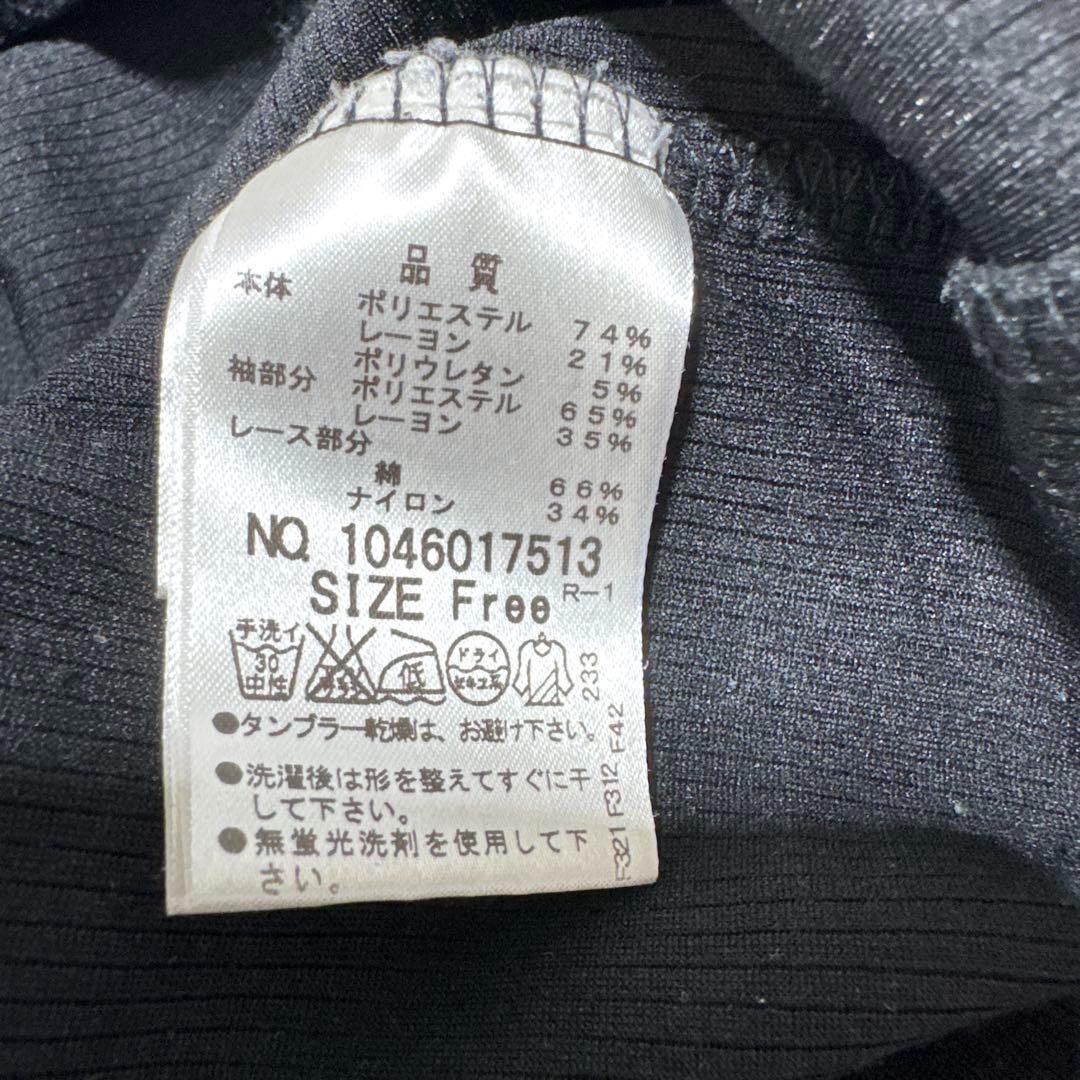 品質
本体
ポリエステル 74%
レーヨン 21%
ポリウレタン 5%
袖部分
ポリエステル 65%
レーヨン 35%
レース部分
綿 66%
ナイロン 34%
NO. 1046017513
SIZE Free R-1
手洗イ
30
中性
低
ドライ
セキユ系
●タンブラー乾燥は、お避け下さい。
●洗濯後は形を整えてすぐに干
して下さい。
●無蛍光洗剤を使用して下
さい。
F321 F312 F42 233